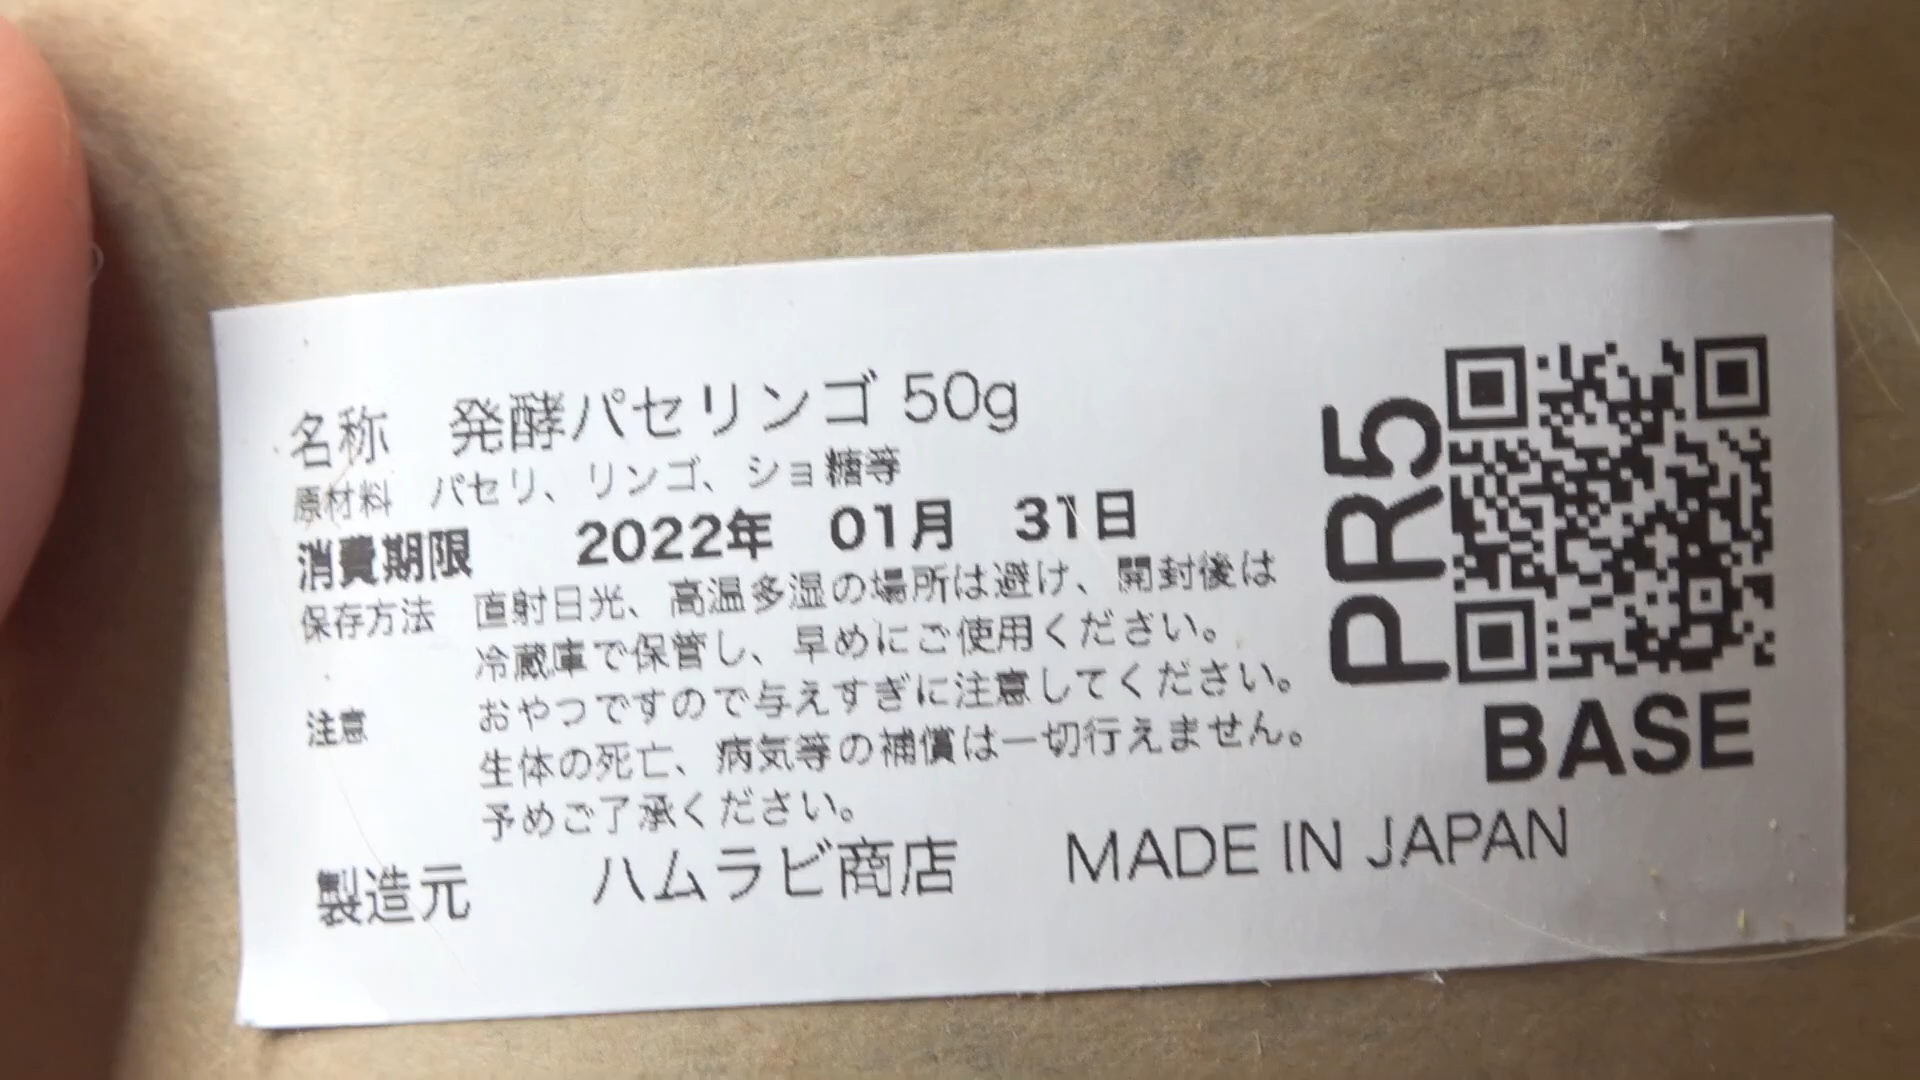 名称 発酵パセリンゴ 50g
原材料 パセリ、リンゴ、ショ糖等
消費期限 2022年 01月 31日
保存方法 直射日光、高温多湿の場所は避け、開封後は
冷蔵庫で保管し、早めにご使用ください。
注意 おやつですので与えすぎに注意してください。
生体の死亡、病気等の補償は一切行えません。
予めご了承ください。
製造元 ハムラビ商店 MADE IN JAPAN
PR5
BASE